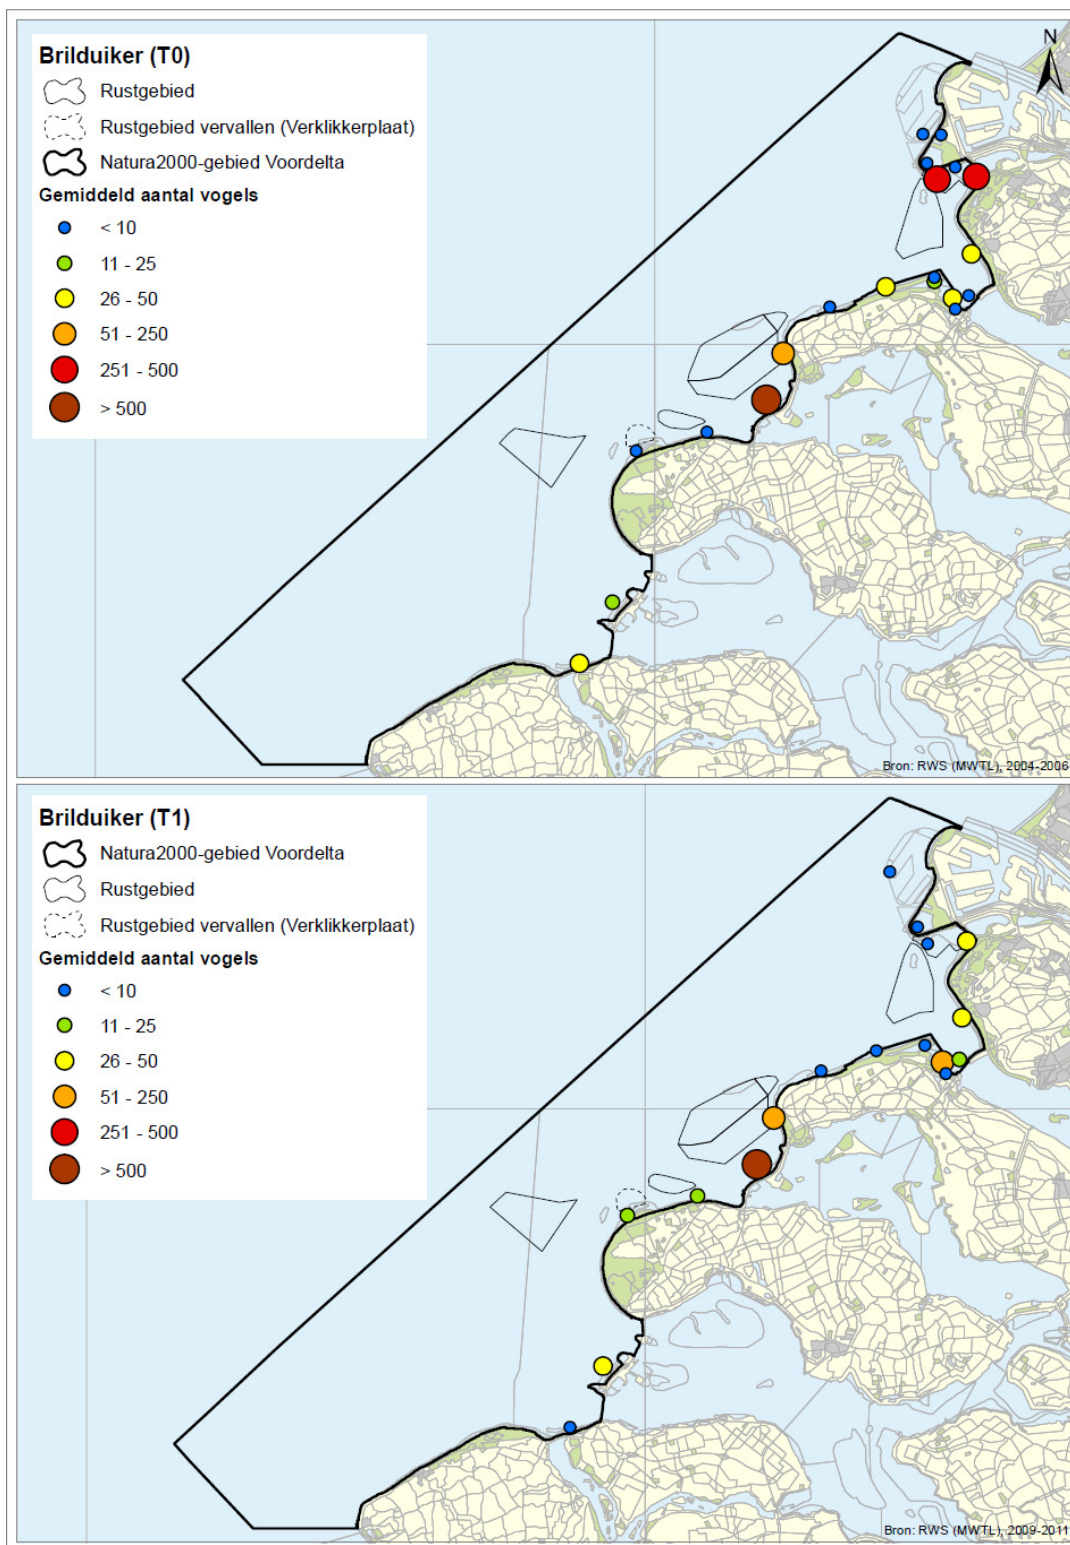 Brilduiker (T0)
Rustgebied
Rustgebied vervallen (Verklikkerplaat)
Natura2000-gebied Voordelta
Gemiddeld aantal vogels
< 10
11 - 25
26 - 50
51 - 250
251 - 500
> 500
N
Bron: RWS (MWTL), 2004-2006
Brilduiker (T1)
Natura2000-gebied Voordelta
Rustgebied
Rustgebied vervallen (Verklikkerplaat)
Gemiddeld aantal vogels
< 10
11 - 25
26 - 50
51 - 250
251 - 500
> 500
Bron: RWS (MWTL), 2009-2011